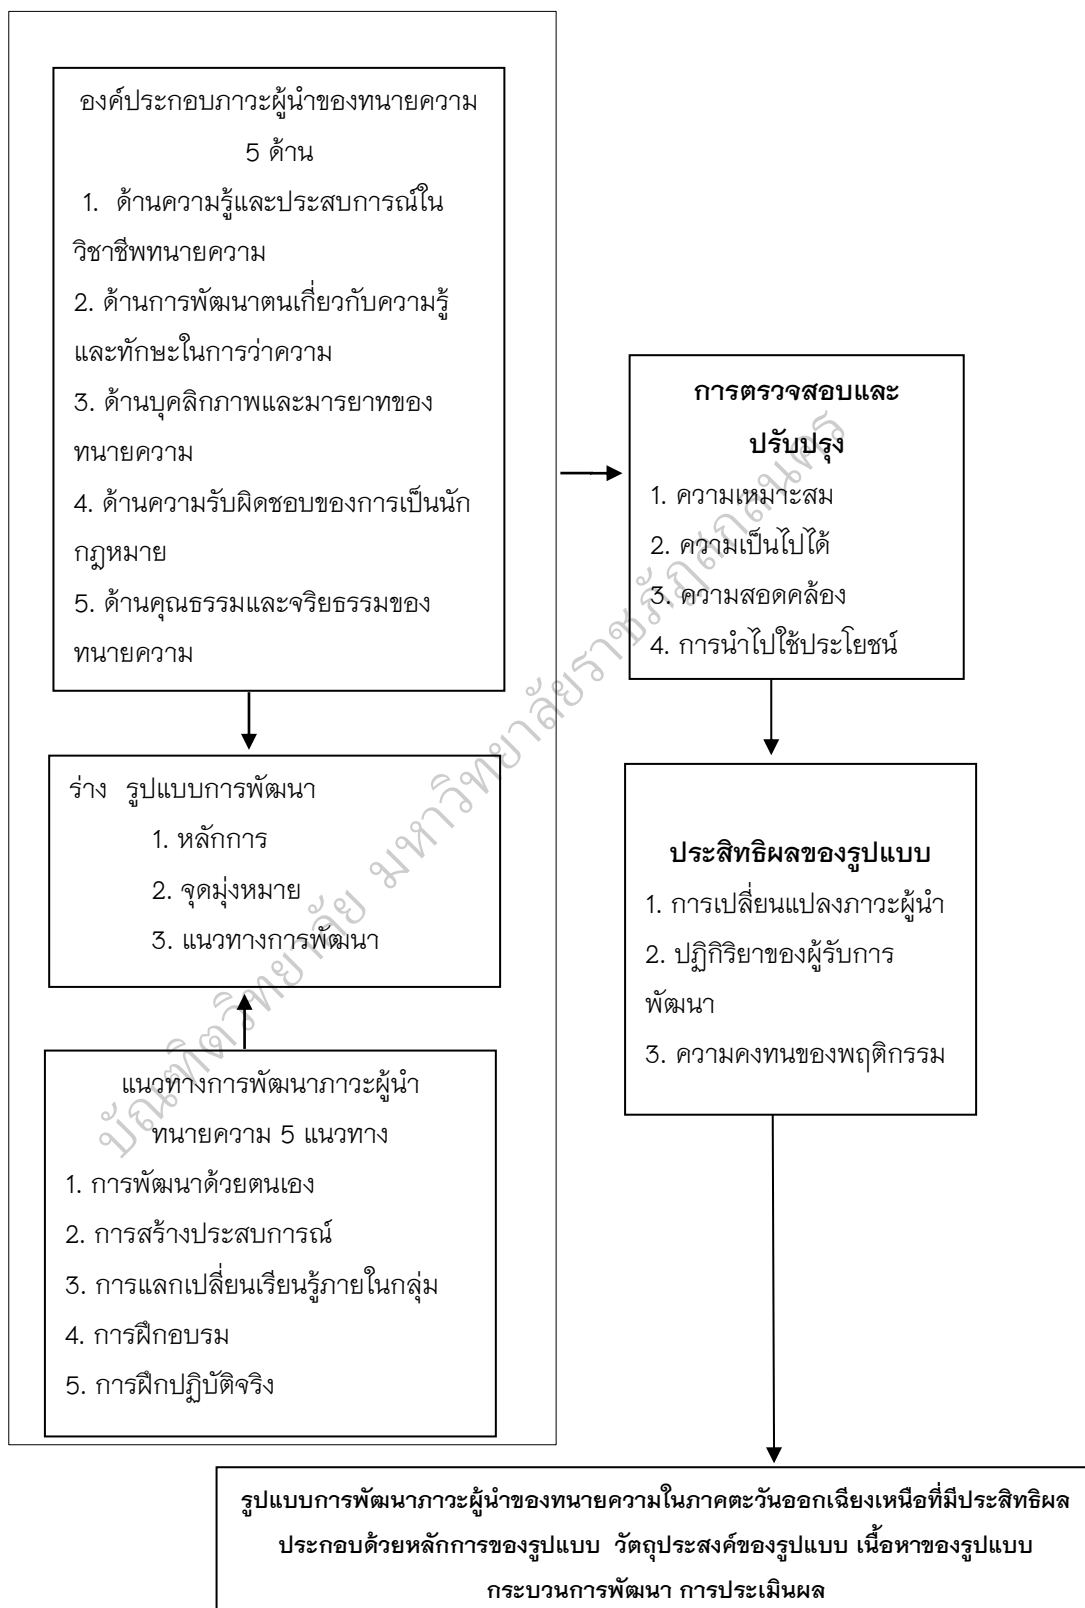 องค์ประกอบภาวะผู้นำของทนายความ
5 ด้าน
1. ด้านความรู้และประสบการณ์ใน
วิชาชีพทนายความ
2. ด้านการพัฒนาตนเกี่ยวกับความรู้
และทักษะในการว่าความ
3. ด้านบุคลิกภาพและมารยาทของ
ทนายความ
4. ด้านความรับผิดชอบของการเป็นนัก
กฎหมาย
5. ด้านคุณธรรมและจริยธรรมของ
ทนายความ
ร่าง รูปแบบการพัฒนา
1. หลักการ
2. จุดมุ่งหมาย
3. แนวทางการพัฒนา
แนวทางการพัฒนาภาวะผู้นำ
ทนายความ 5 แนวทาง
1. การพัฒนาด้วยตนเอง
2. การสร้างประสบการณ์
3. การแลกเปลี่ยนเรียนรู้ภายในกลุ่ม
4. การฝึกอบรม
5. การฝึกปฏิบัติจริง
การตรวจสอบและ
ปรับปรุง
1. ความเหมาะสม
2. ความเป็นไปได้
3. ความสอดคล้อง
4. การนำไปใช้ประโยชน์
ประสิทธิผลของรูปแบบ
1. การเปลี่ยนแปลงภาวะผู้นำ
2. ปฏิกิริยาของผู้รับการ
พัฒนา
3. ความคงทนของพฤติกรรม
รูปแบบการพัฒนาภาวะผู้นำของทนายความในภาคตะวันออกเฉียงเหนือที่มีประสิทธิผล
ประกอบด้วยหลักการของรูปแบบ วัตถุประสงค์ของรูปแบบ เนื้อหาของรูปแบบ
กระบวนการพัฒนา การประเมินผล
บัณฑิตวิทยาลัย มหาวิทยาลัยราชภัฏสกลนคร